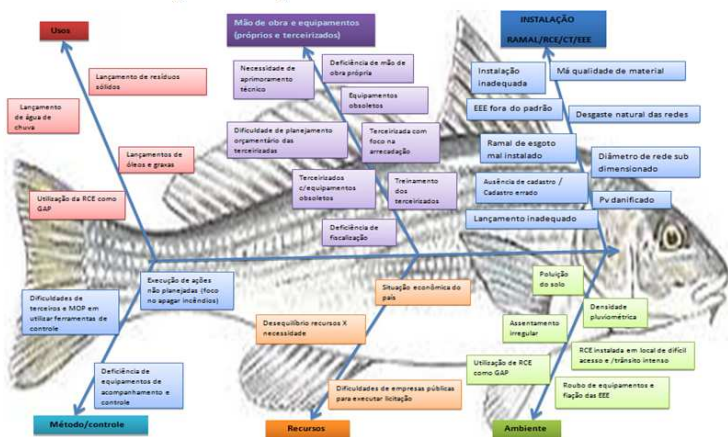 Usos
Lançamento de resíduos
sólidos
Lançamento
de água de
chuva
Lançamentos de
óleos e graxas
Utilização da RCE como
GAP
Mão de obra e equipamentos
(próprios e terceirizados)
Necessidade de
aprimoramento
técnico
Deficiência de mão de
obra própria
Equipamentos
obsoletos
Dificuldade de planejamento
orçamentário das
terceirizadas
Terceirizada com
foco na
arrecadação
Terceirizados
c/equipamentos
obsoletos
Treinamento
dos
terceirizados
Deficiência de
fiscalização
INSTALAÇÃO
RAMAL/RCE/CT/EEE
Instalação
inadequada
Má qualidade de material
EEE fora do padrão
Desgaste natural das redes
Ramal de esgoto
mal instalado
Diâmetro de rede sub
dimensionado
Ausência de cadastro /
Cadastro errado
Pv danificado
Lançamento inadequado
Execução de ações
não planejadas (foco
no apagar incêndios)
Dificuldades de
terceiros e MOP em
utilizar ferramentas de
controle
Deficiência de
equipamentos de
acompanhamento e
controle
Método/controle
Situação econômica do
país
Desequilíbrio recursos X
necessidade
Dificuldades de empresas públicas
para executar licitação
Recursos
Poluição
do solo
Densidade
pluviométrica
Assentamento
irregular
RCE instalada em local de difícil
acesso e /trânsito intenso
Utilização de RCE
como GAP
Roubo de equipamentos e
fiação das EEE
Ambiente